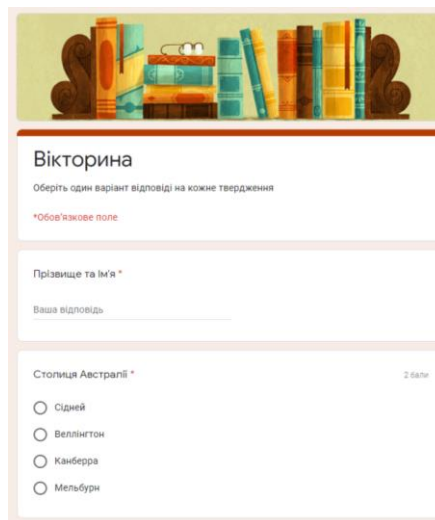 Вікторина
Оберіть один варіант відповіді на кожне твердження
*Обов'язкове поле
Прізвище та Ім'я *
Ваша відповідь
Столиця Австралії *
2 бали
Сідней
Веллінгтон
Канберра
Мельбурн